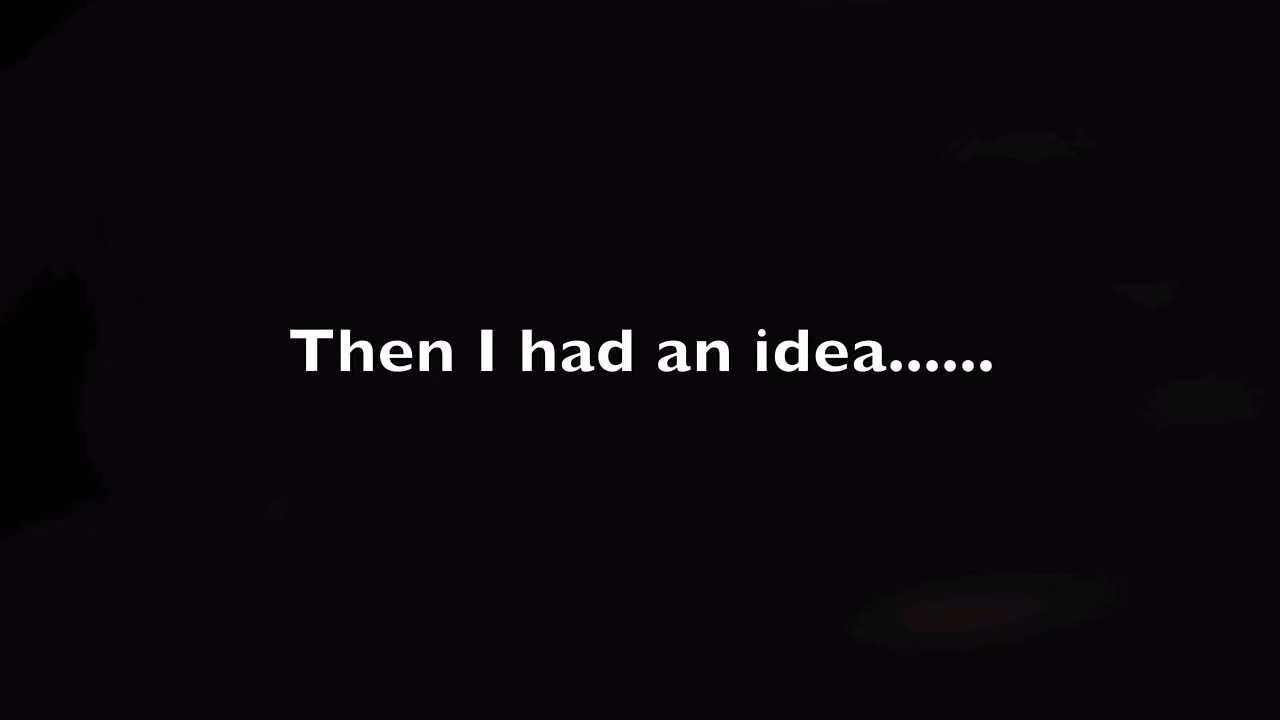 Then I had an idea......